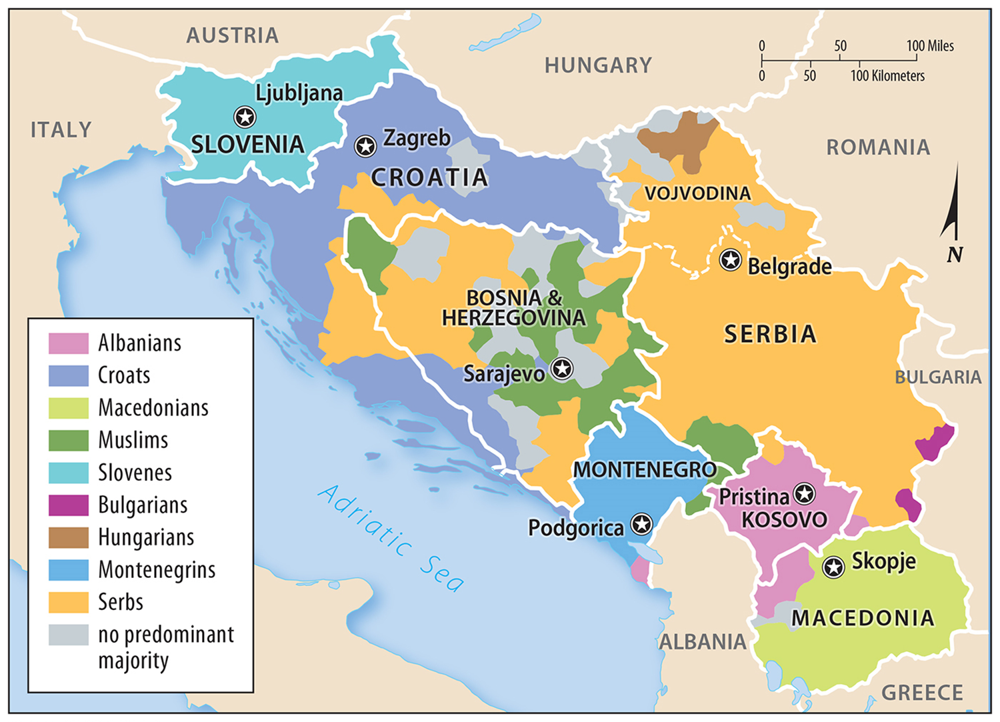 AUSTRIA
HUNGARY
0 50 100 Miles
0 50 100 Kilometers
Ljubljana
ITALY
SLOVENIA
Zagreb
CROATIA
ROMANIA
VOJVODINA
N
Belgrade
BOSNIA &
HERZEGOVINA
SERBIA
Sarajevo
BULGARIA
MONTENEGRO
Pristina
KOSOVO
Podgorica
Adriatic Sea
Skopje
MACEDONIA
ALBANIA
GREECE
Albanians
Croats
Macedonians
Muslims
Slovenes
Bulgarians
Hungarians
Montenegrins
Serbs
no predominant
majority